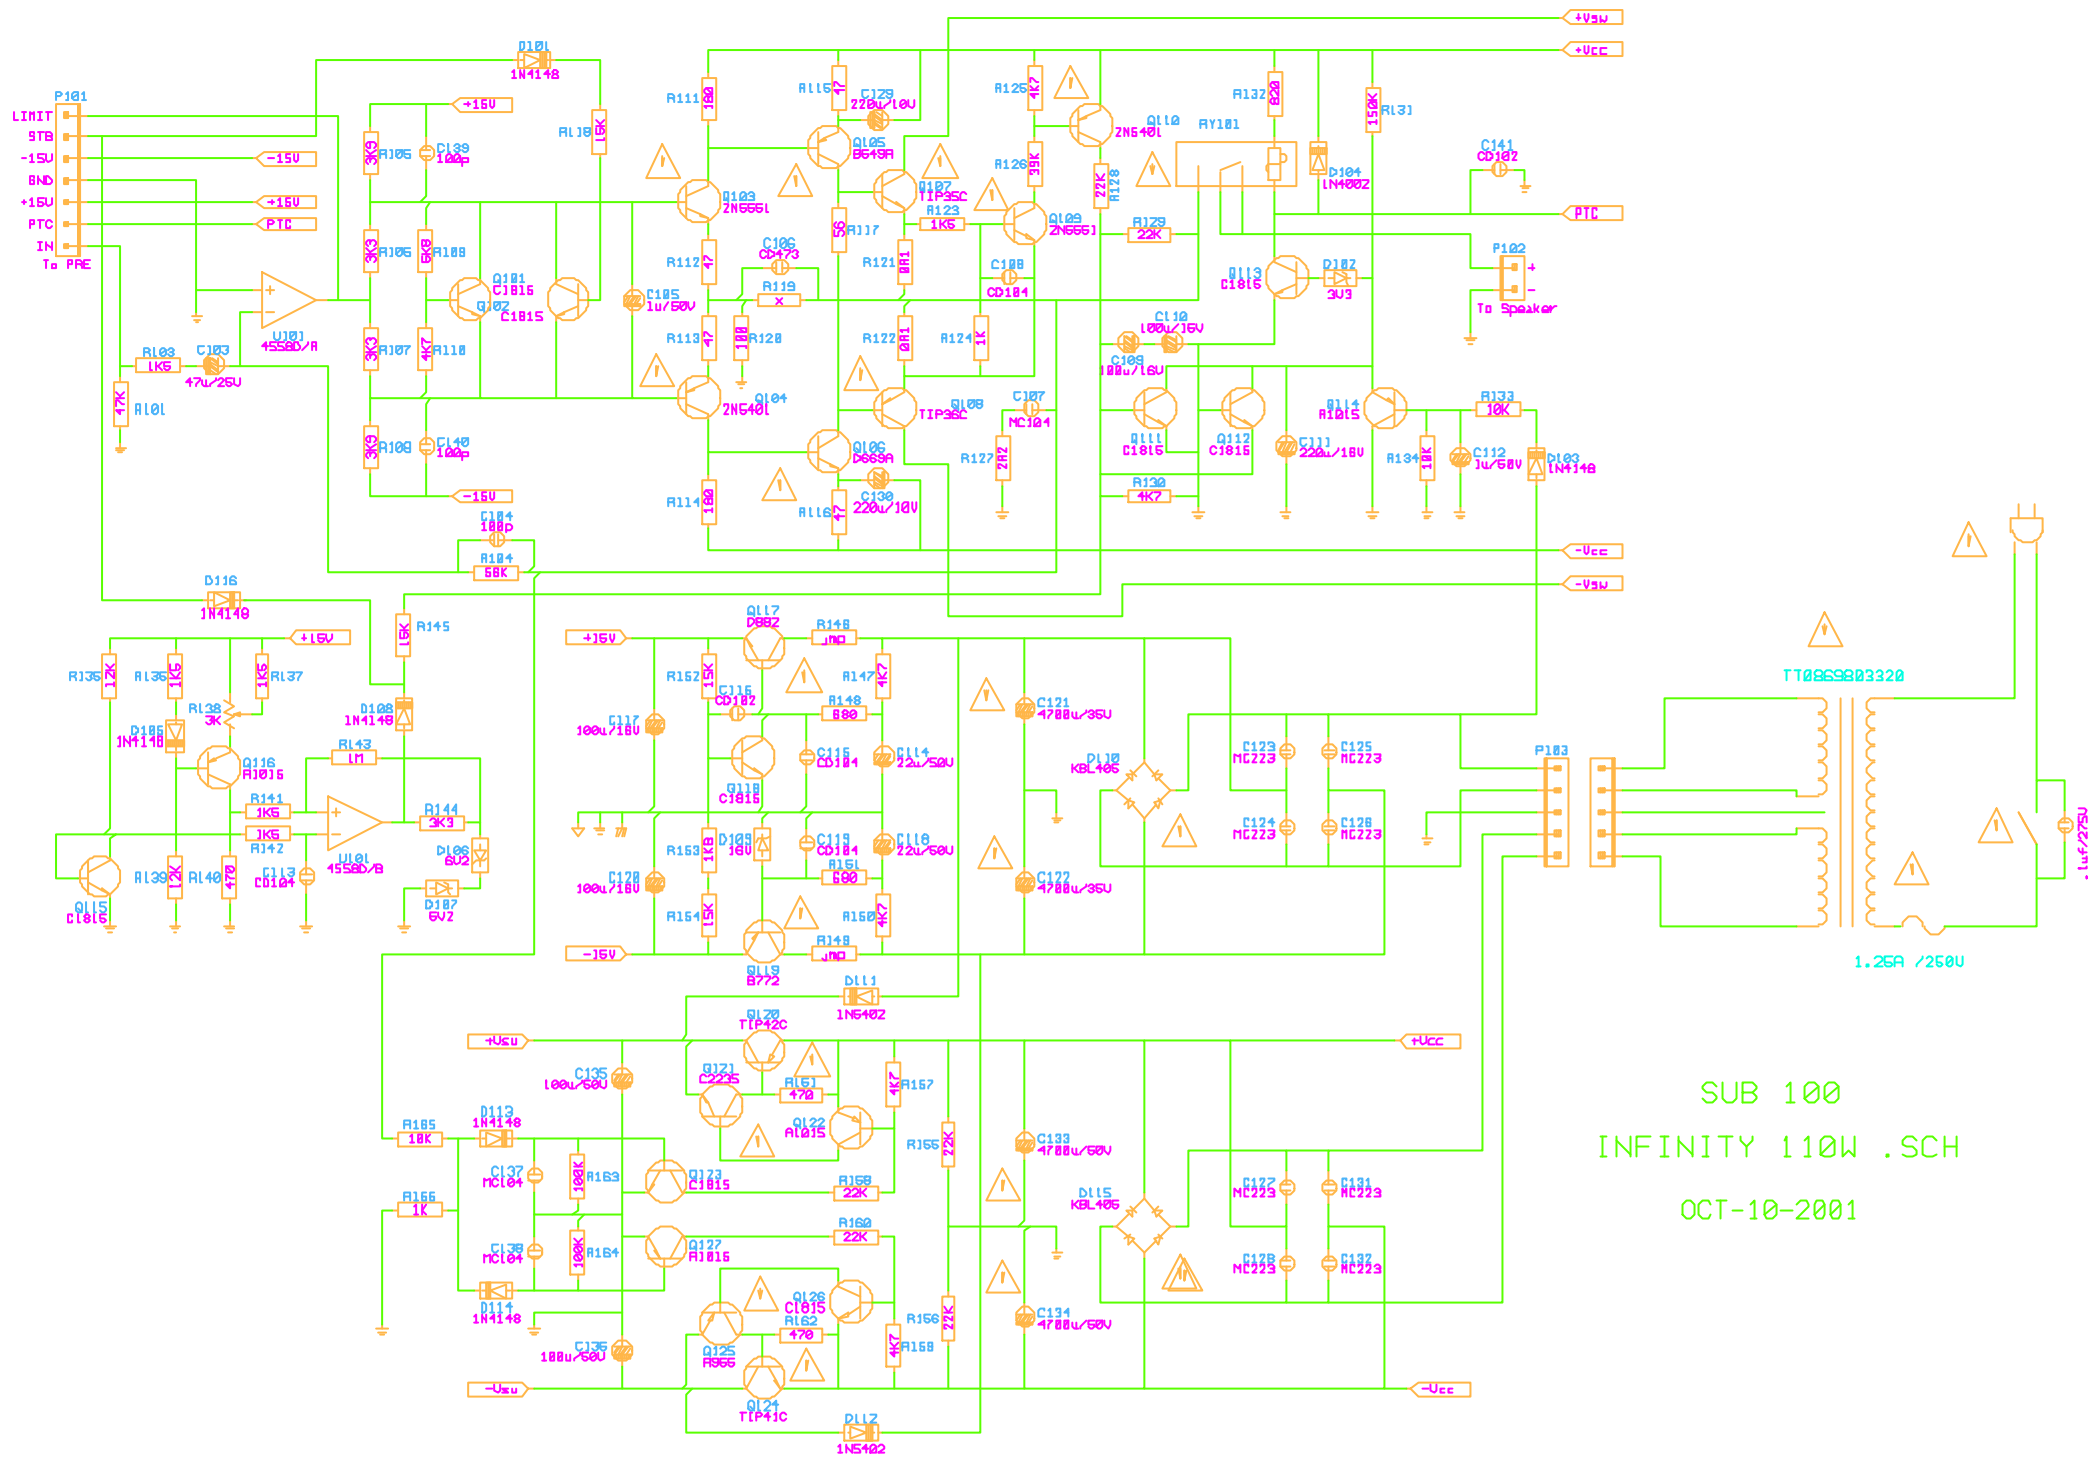 +Vsw
+Vcc
D101
1N4148
P101
LIMIT
STB
-15V
GND
+15V
PTC
IN
To PRE
-15V
+15V
PTC
+15V
3K9
R105
C139
100p
R118
15K
R111
180
R115
47
C129
220u/10V
Q105
B649A
Q107
TIP35C
R125
4K7
R126
39K
Q110
2N5401
R128
22K
RY101
R132
820
R131
150K
D104
1N4002
C141
CD102
PTC
Q103
2N5551
R117
56
R123
1K5
Q109
2N5551
R129
22K
P102
+
-
To Speaker
3K3
R106
6K8
R109
R112
47
C106
CD473
R119
x
R121
0R1
C108
CD104
Q113
C1815
D102
3V3
Q101
C1815
Q102
C1815
C105
1u/50V
U101
4558D/A
R103
1K5
C103
47u/25V
47K
R101
3K3
R107
4K7
R110
R113
47
100
R120
R122
0R1
R124
1K
C110
100u/16V
C109
100u/16V
Q104
2N5401
Q108
TIP36C
C107
MC104
Q111
C1815
Q112
C1815
C111
220u/16V
Q114
A1015
R133
10K
R134
10K
C112
1u/50V
D103
1N4148
3K9
R108
C140
100p
-15V
R114
180
Q106
D669A
R116
47
C130
220u/10V
R127
2R2
R130
4K7
C104
100p
R104
56K
-Vcc
-Vsw
D116
1N4148
+15V
R135
12K
R136
1K5
R138
3K
1K5
R137
15K
R145
D108
1N4148
D105
1N4148
Q116
A1015
R143
1M
R141
1K5
1K5
R142
U101
4558D/B
R144
3K3
D106
6V2
D107
6V2
Q115
C1815
R139
12K
R140
470
C113
CD104
+15V
Q117
D882
R146
jmp
R152
15K
C116
CD102
R147
4K7
R148
680
C117
100u/16V
Q118
C1815
C115
CD104
C114
22u/50V
R153
1K8
D109
16V
C119
CD104
C118
22u/50V
C120
100u/16V
R151
680
R154
15K
R150
4K7
-15V
R149
jmp
Q119
B772
C121
4700u/35V
C122
4700u/35V
D110
KBL406
C123
MC223
C125
MC223
C124
MC223
C126
MC223
P103
TT0869803320
.1uf/275V
1.25A /250V
D111
1N5402
+Vsu
Q120
TIP42C
+Vcc
C135
100u/50V
Q121
C2235
R161
470
4K7
R157
Q122
A1015
R165
10K
D113
1N4148
C137
MC104
100K
R163
Q123
C1815
R158
22K
R155
22K
C133
4700u/50V
R166
1K
C138
MC104
100K
R164
Q127
A1015
R160
22K
D114
1N4148
D115
KBL406
C127
MC223
C131
MC223
C128
MC223
C132
MC223
Q126
C1815
R162
470
Q125
A966
4K7
R159
R156
22K
C134
4700u/50V
C136
100u/50V
-Vsu
Q124
TIP41C
-Vcc
D112
1N5402
SUB 100
INFINITY 110W .SCH
OCT-10-2001